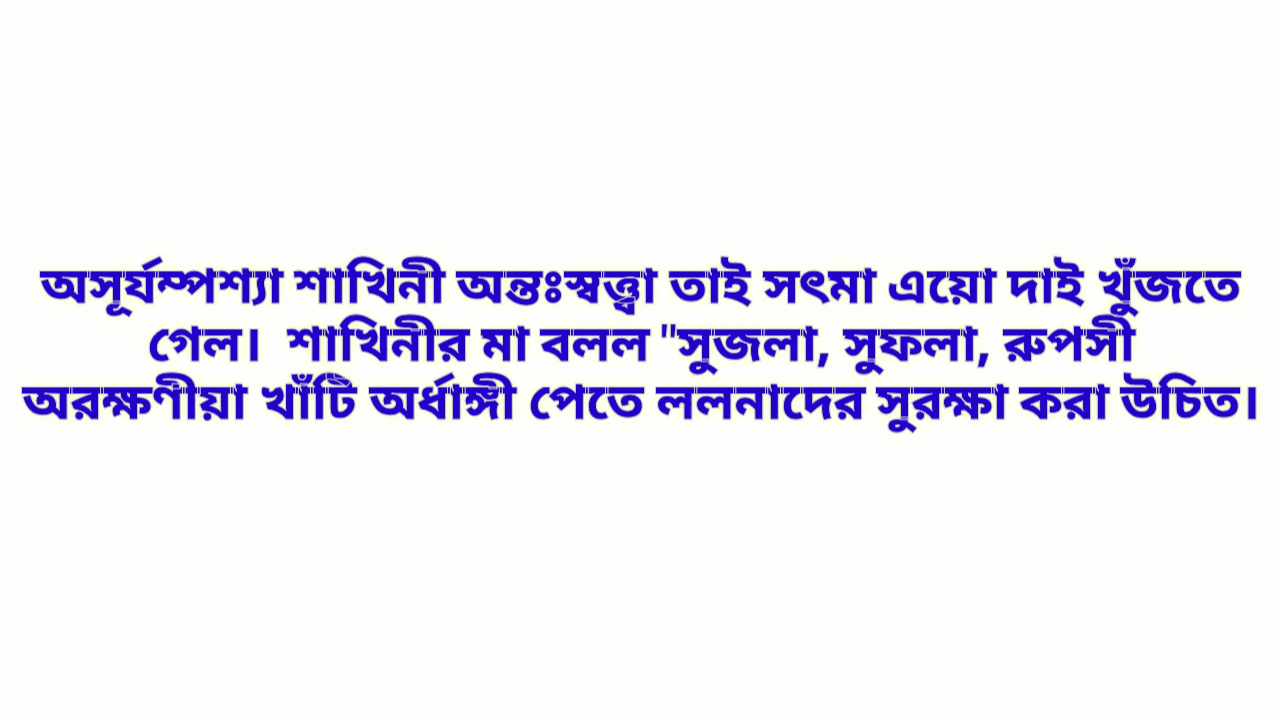 অসূর্যম্পশ্যা শাখিনী অন্তঃস্বত্ত্বা তাই সৎমা এয়ো দাই খুঁজতে
গেল।  শাখিনীর মা বলল "সুজলা, সুফলা, রুপসী
অরক্ষণীয়া খাঁটি অর্ধাঙ্গী পেতে ললনাদের সুরক্ষা করা উচিত।